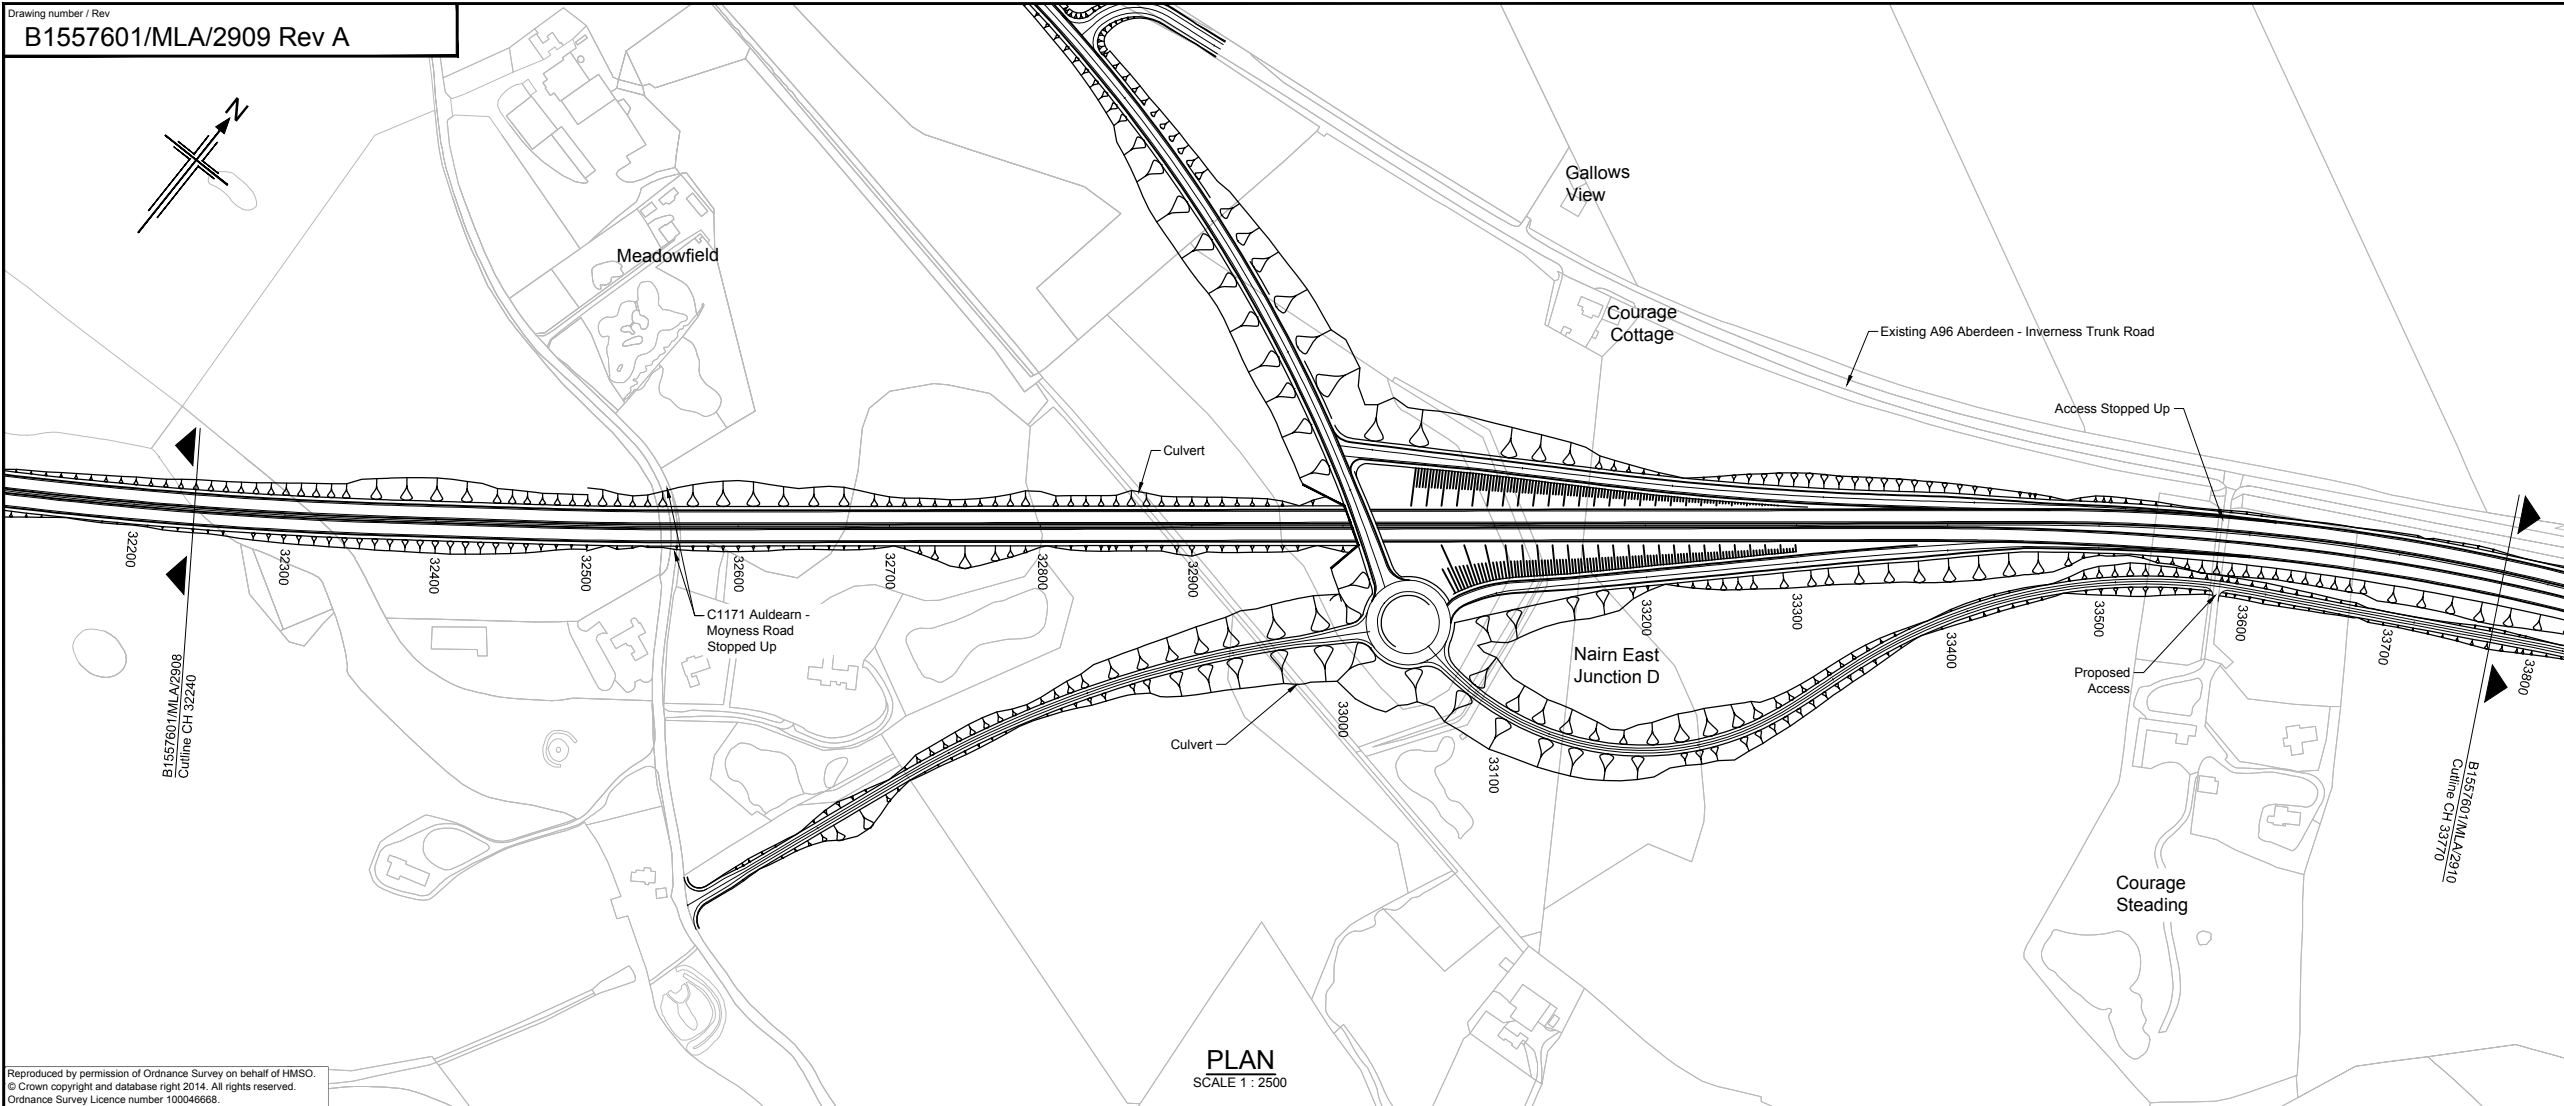 Drawing number / Rev
B1557601/MLA/2909 Rev A
N
Meadowfield
Gallows
View
Courage
Cottage
Existing A96 Aberdeen - Inverness Trunk Road
Access Stopped Up
Culvert
32200
32300
32400
32500
32600
32700
32800
32900
33000
33100
33200
33300
33400
33500
33600
33700
33800
C1171 Auldearn -
Moyness Road
Stopped Up
Nairn East
Junction D
Proposed
Access
Culvert
B1557601/MLA/2908
Cutline CH 32240
B1557601/MLA/2910
Cutline CH 33770
Courage
Steading
PLAN
SCALE 1 : 2500
Reproduced by permission of Ordnance Survey on behalf of HMSO.
© Crown copyright and database right 2014. All rights reserved.
Ordnance Survey Licence number 100046668.